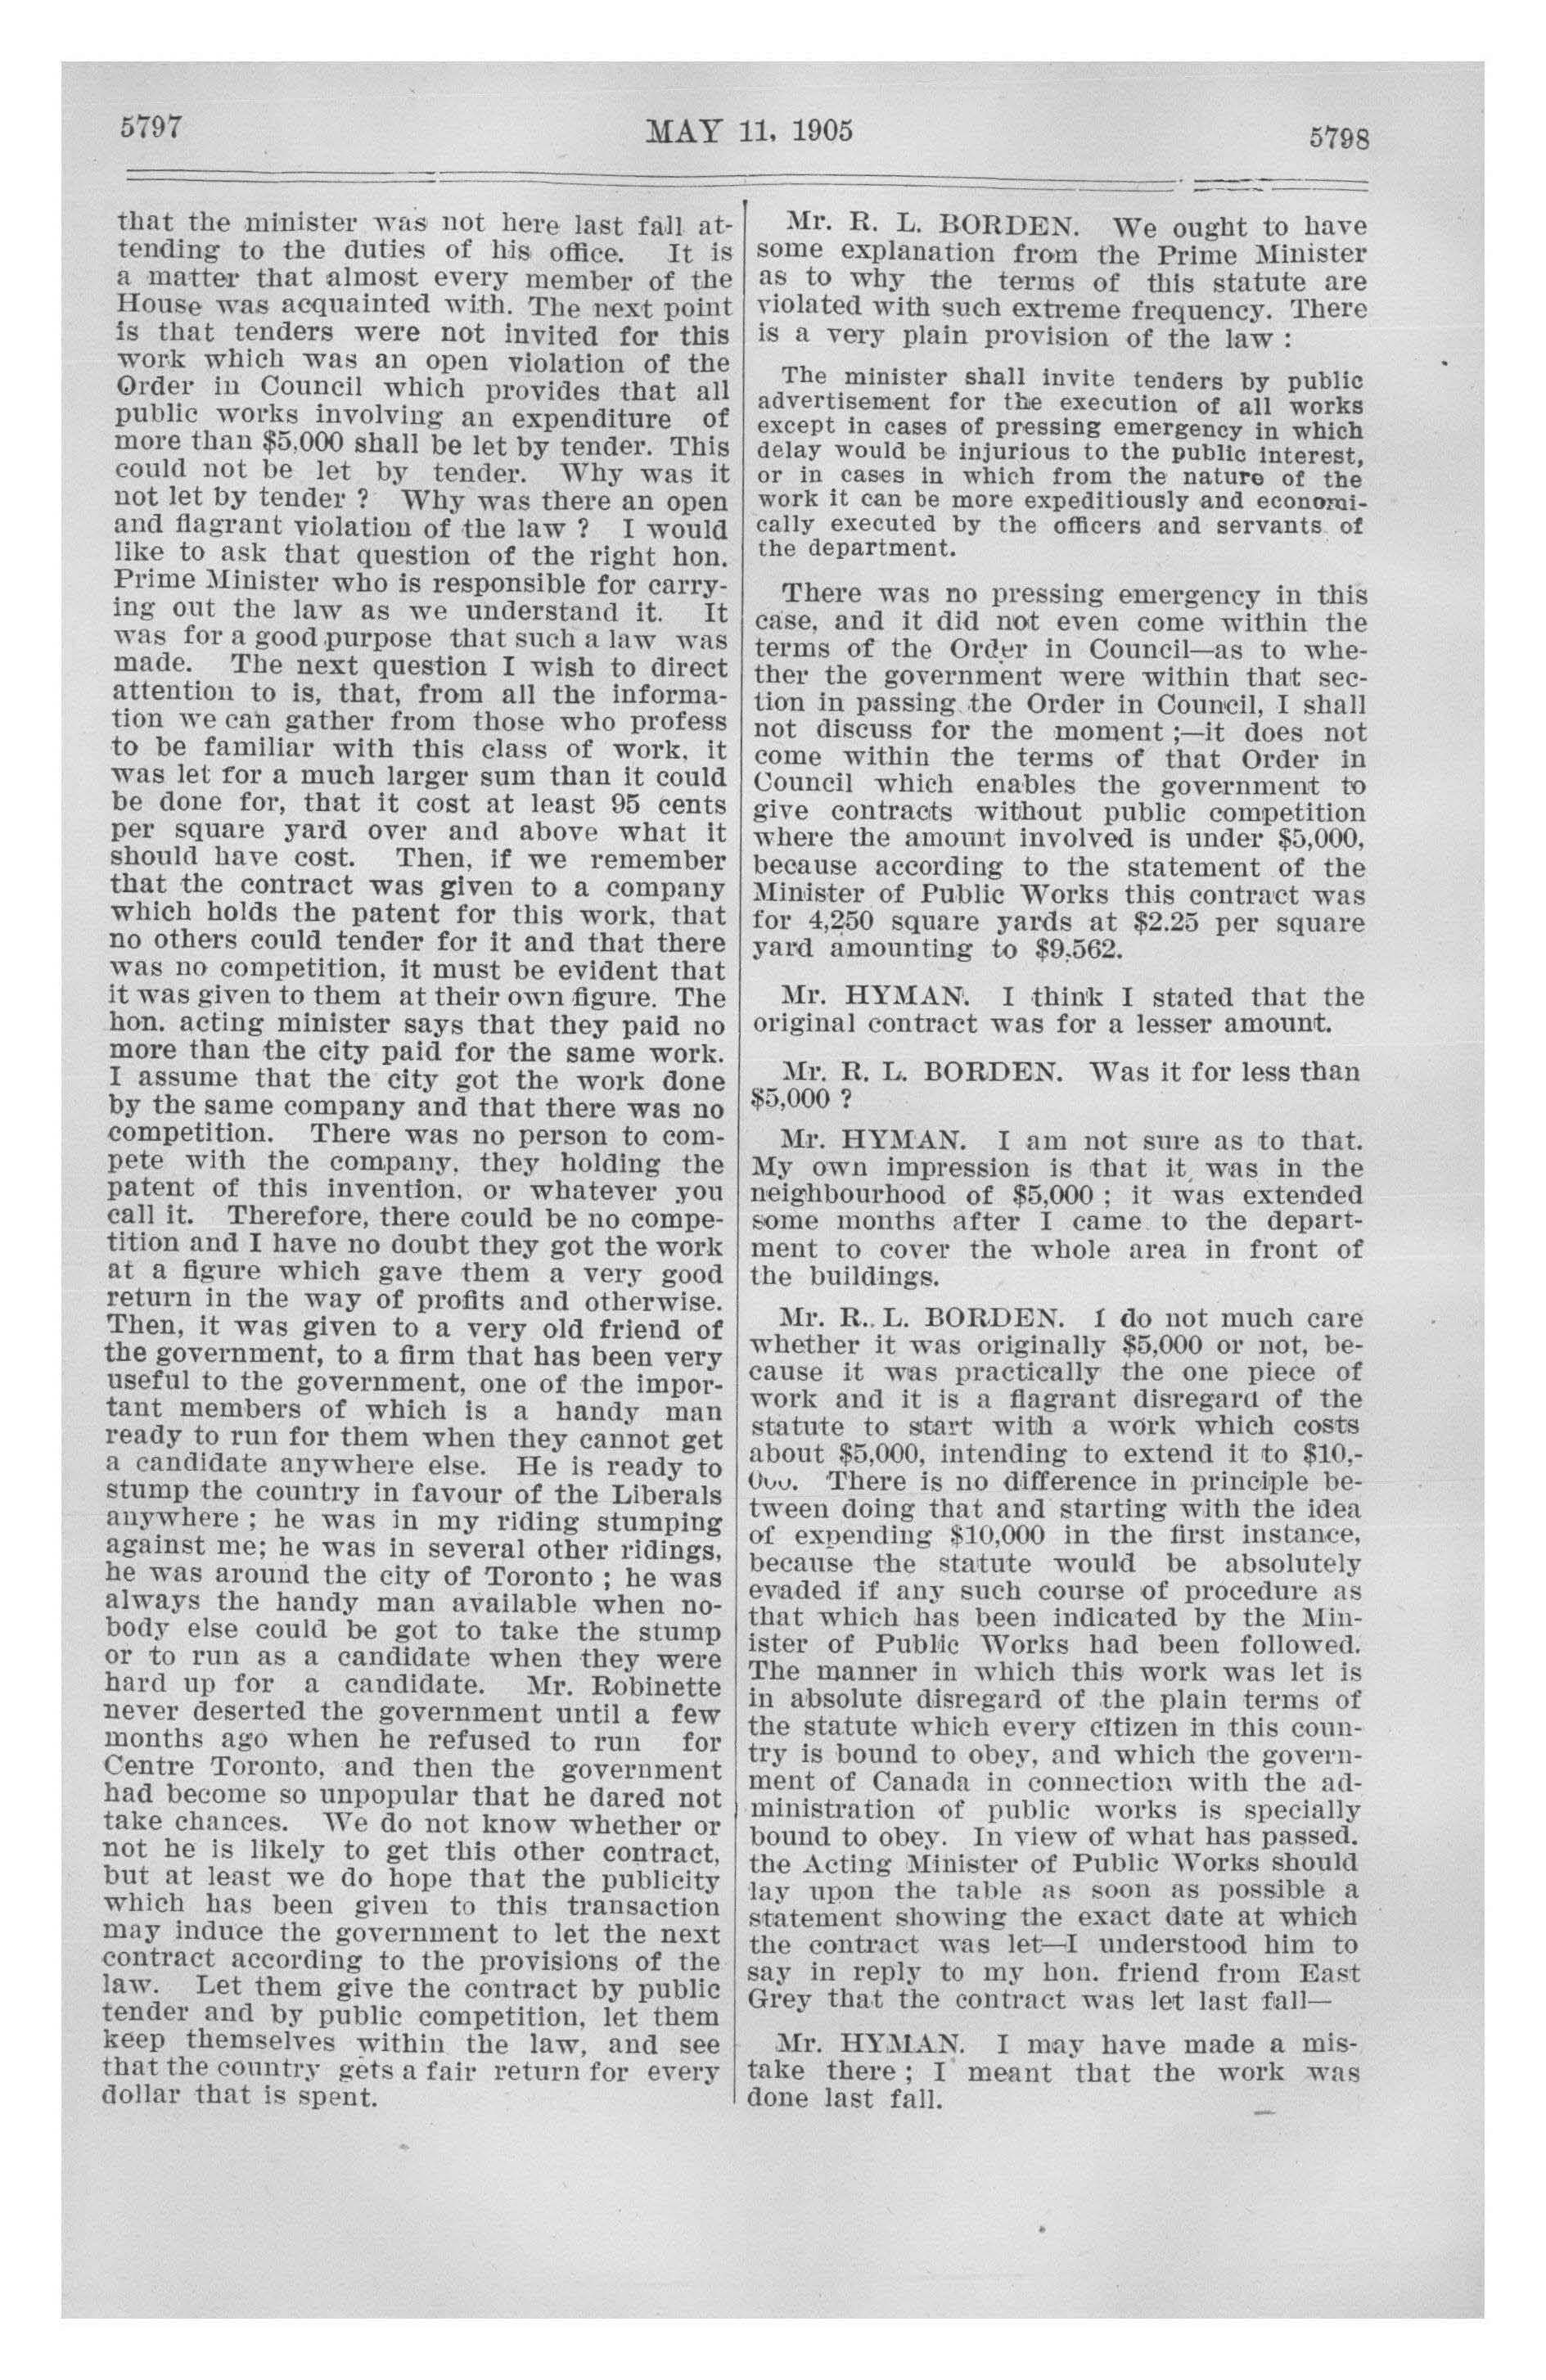 5797
MAY 11, 1905
5798
that the minister was not here last fall at-
tending to the duties of his office. It is
a matter that almost every member of the
House was acquainted with. The next point
is that tenders were not invited for this
work which was an open violation of the
Order in Council which provides that all
public works involving an expenditure of
more than $5,000 shall be let by tender. This
could not be let by tender. Why was it
not let by tender ? Why was there an open
and flagrant violation of the law ? I would
like to ask that question of the right hon.
Prime Minister who is responsible for carry-
ing out the law as we understand it. It
was for a good purpose that such a law was
made. The next question I wish to direct
attention to is, that, from all the informa-
tion we can gather from those who profess
to be familiar with this class of work, it
was let for a much larger sum than it could
be done for, that it cost at least 95 cents
per square yard over and above what it
should have cost. Then, if we remember
that the contract was given to a company
which holds the patent for this work, that
no others could tender for it and that there
was no competition, it must be evident that
it was given to them at their own figure. The
hon. acting minister says that they paid no
more than the city paid for the same work.
I assume that the city got the work done
by the same company and that there was no
competition. There was no person to com-
pete with the company, they holding the
patent of this invention, or whatever you
call it. Therefore, there could be no compe-
tition and I have no doubt they got the work
at a figure which gave them a very good
return in the way of profits and otherwise.
Then, it was given to a very old friend of
the government, to a firm that has been very
useful to the government, one of the impor-
tant members of which is a handy man
ready to run for them when they cannot get
a candidate anywhere else. He is ready to
stump the country in favour of the Liberals
anywhere ; he was in my riding stumping
against me; he was in several other ridings,
he was around the city of Toronto ; he was
always the handy man available when no-
body else could be got to take the stump
or to run as a candidate when they were
hard up for a candidate. Mr. Robinette
never deserted the government until a few
months ago when he refused to run for
Centre Toronto, and then the government
had become so unpopular that he dared not
take chances. We do not know whether or
not he is likely to get this other contract,
but at least we do hope that the publicity
which has been given to this transaction
may induce the government to let the next
contract according to the provisions of the
law. Let them give the contract by public
tender and by public competition, let them
keep themselves within the law, and see
that the country gets a fair return for every
dollar that is spent.
Mr. R. L. BORDEN. We ought to have
some explanation from the Prime Minister
as to why the terms of this statute are
violated with such extreme frequency. There
is a very plain provision of the law :
The minister shall invite tenders by public
advertisement for the execution of all works
except in cases of pressing emergency in which
delay would be injurious to the public interest,
or in cases in which from the nature of the
work it can be more expeditiously and economi-
cally executed by the officers and servants of
the department.
There was no pressing emergency in this
case, and it did not even come within the
terms of the Order in Council—as to whe-
ther the government were within that sec-
tion in passing the Order in Council, I shall
not discuss for the moment ;—it does not
come within the terms of that Order in
Council which enables the government to
give contracts without public competition
where the amount involved is under $5,000,
because according to the statement of the
Minister of Public Works this contract was
for 4,250 square yards at $2.25 per square
yard amounting to $9,562.
Mr. HYMAN. I think I stated that the
original contract was for a lesser amount.
Mr. R. L. BORDEN. Was it for less than
$5,000 ?
Mr. HYMAN. I am not sure as to that.
My own impression is that it was in the
neighbourhood of $5,000 ; it was extended
some months after I came to the depart-
ment to cover the whole area in front of
the buildings.
Mr. R. L. BORDEN. I do not much care
whether it was originally $5,000 or not, be-
cause it was practically the one piece of
work and it is a flagrant disregard of the
statute to start with a work which costs
about $5,000, intending to extend it to $10,-
000. There is no difference in principle be-
tween doing that and starting with the idea
of expending $10,000 in the first instance,
because the statute would be absolutely
evaded if any such course of procedure as
that which has been indicated by the Min-
ister of Public Works had been followed.
The manner in which this work was let is
in absolute disregard of the plain terms of
the statute which every citizen in this coun-
try is bound to obey, and which the govern-
ment of Canada in connection with the ad-
ministration of public works is specially
bound to obey. In view of what has passed.
the Acting Minister of Public Works should
lay upon the table as soon as possible a
statement showing the exact date at which
the contract was let—I understood him to
say in reply to my hon. friend from East
Grey that the contract was let last fall—
Mr. HYMAN. I may have made a mis-
take there ; I meant that the work was
done last fall.